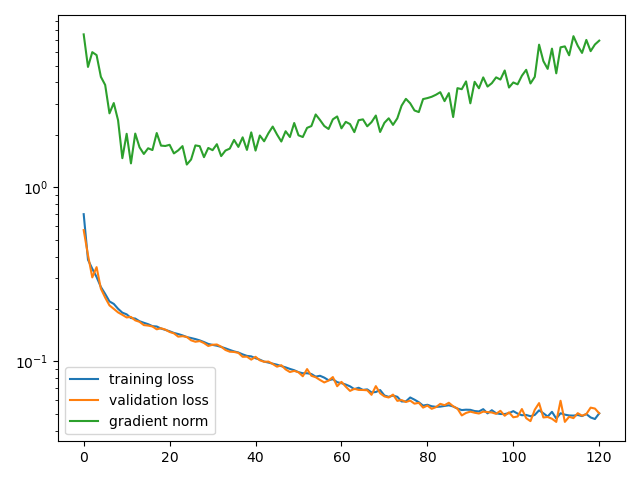 10⁰
10⁻¹
training loss
validation loss
gradient norm
0 20 40 60 80 100 120